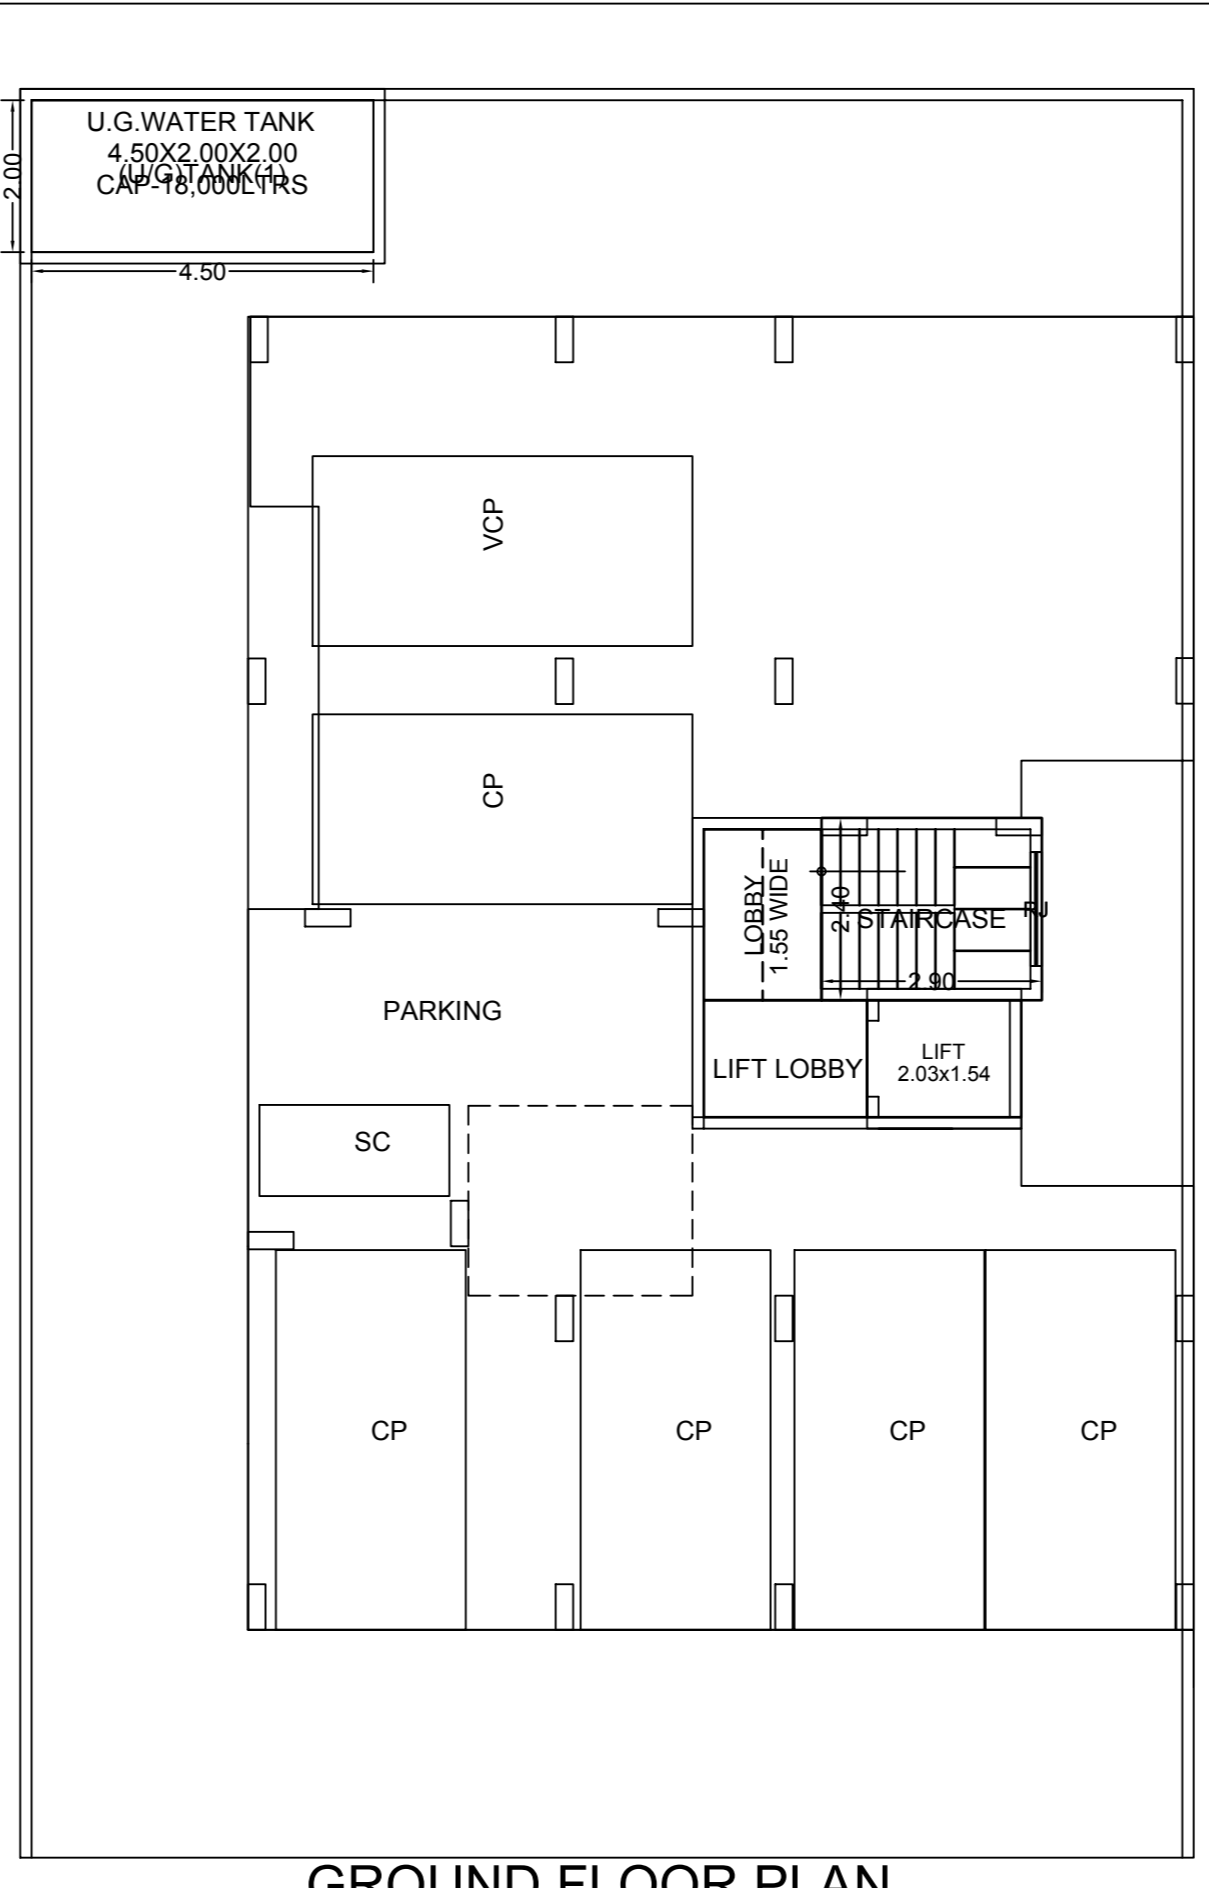 U.G.WATER TANK
4.50X2.00X2.00
(U/G)TANK(1)
CAP-18,000LTRS
2.00
4.50
VCP
CP
LOBBY
1.55 WIDE
2.40
STAIRCASE
2.90
PARKING
LIFT LOBBY
LIFT
2.03x1.54
SC
CP
CP
CP
CP
GROUND FLOOR PLAN